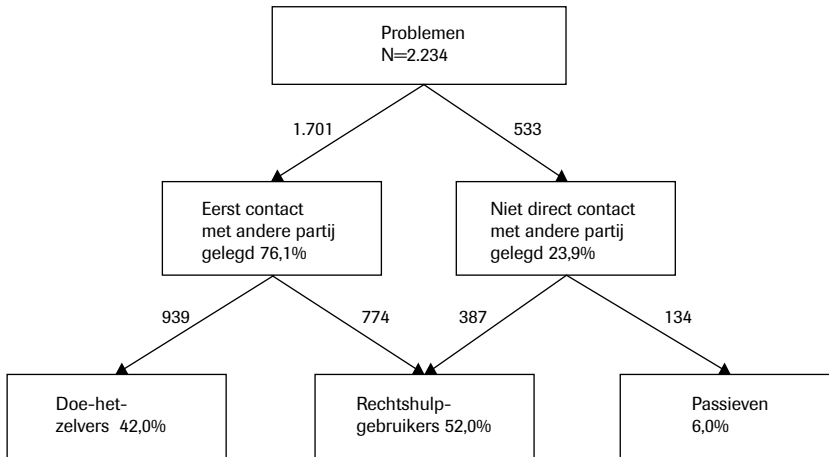 Problemen
N=2.234
1.701
533
Eerst contact
met andere partij
gelegd 76,1%
Niet direct contact
met andere partij
gelegd 23,9%
939
774
387
134
Doe-het-
zelvers 42,0%
Rechtshulp-
gebruikers 52,0%
Passieven
6,0%